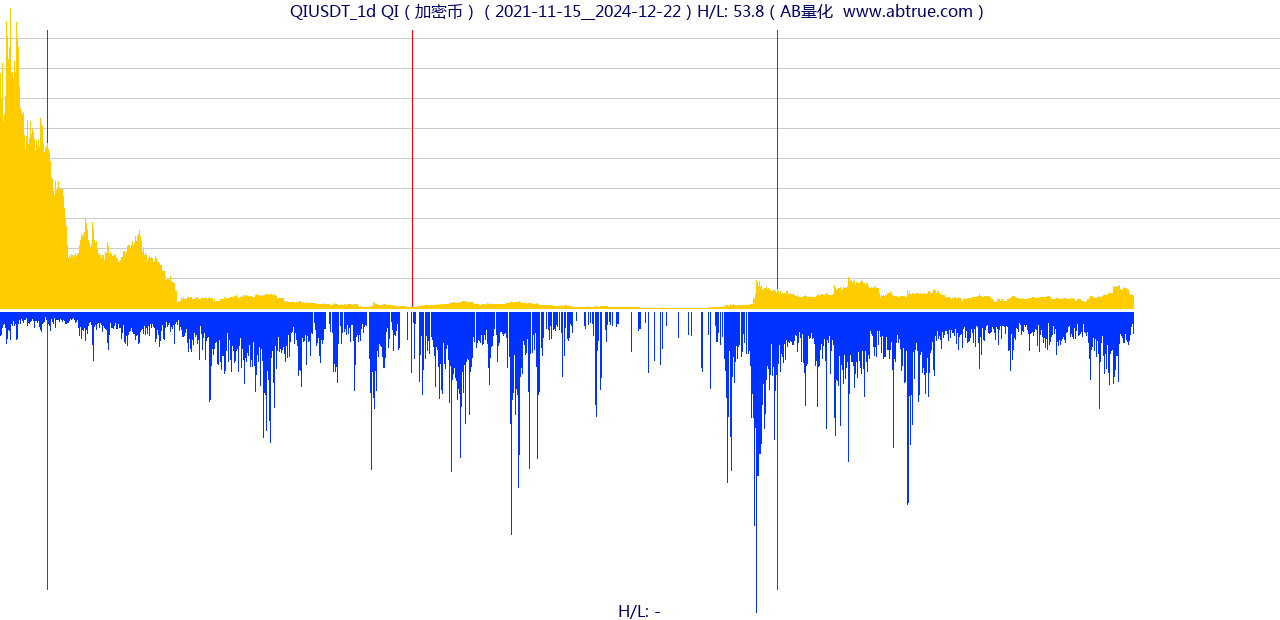 QIUSDT_1d QI（加密币）（2021-11-15__2024-12-22）H/L: 53.8（AB量化  www.abtrue.com）
H/L: -